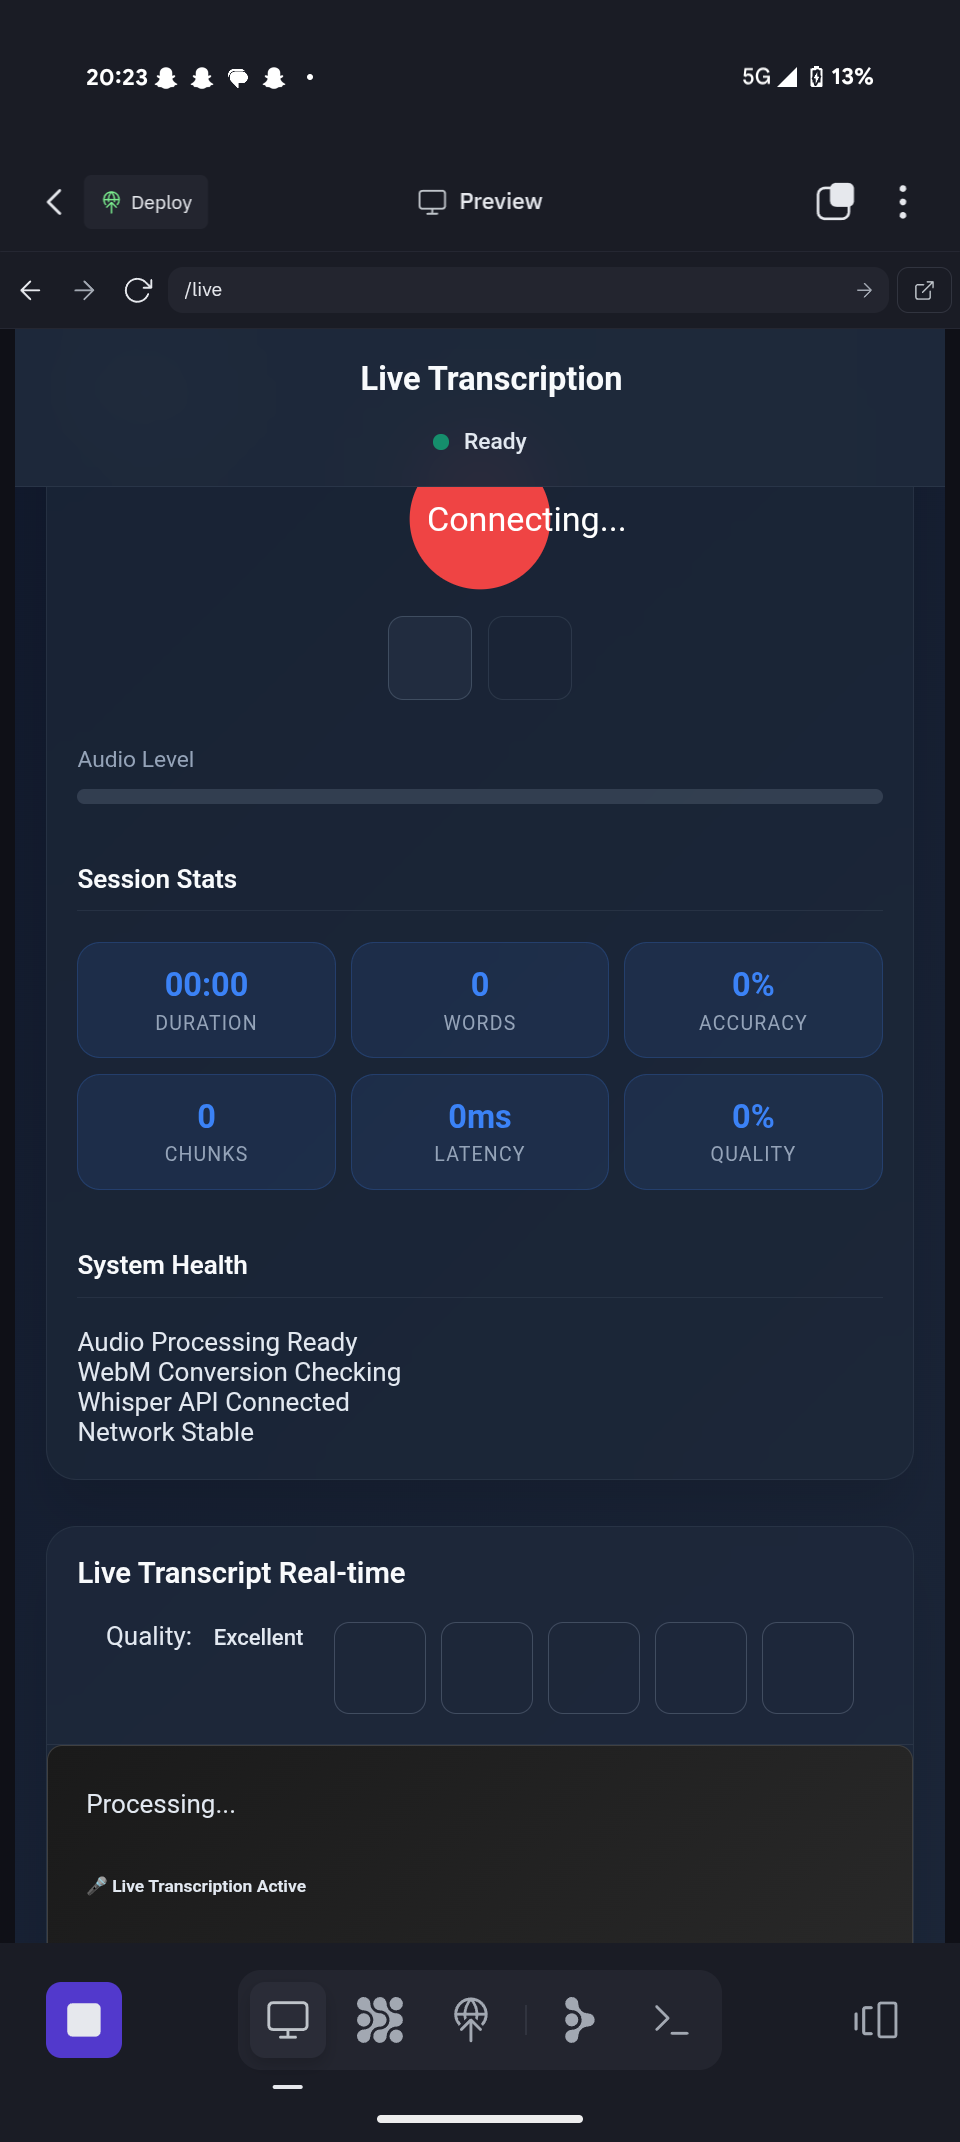 20:23
5G 13%
Deploy
Preview
/live
Live Transcription
Ready
Connecting...
Audio Level
Session Stats
00:00 0 0%
DURATION WORDS ACCURACY
0 0ms 0%
CHUNKS LATENCY QUALITY
System Health
Audio Processing Ready
WebM Conversion Checking
Whisper API Connected
Network Stable
Live Transcript Real-time
Quality: Excellent
Processing...
🎤 Live Transcription Active